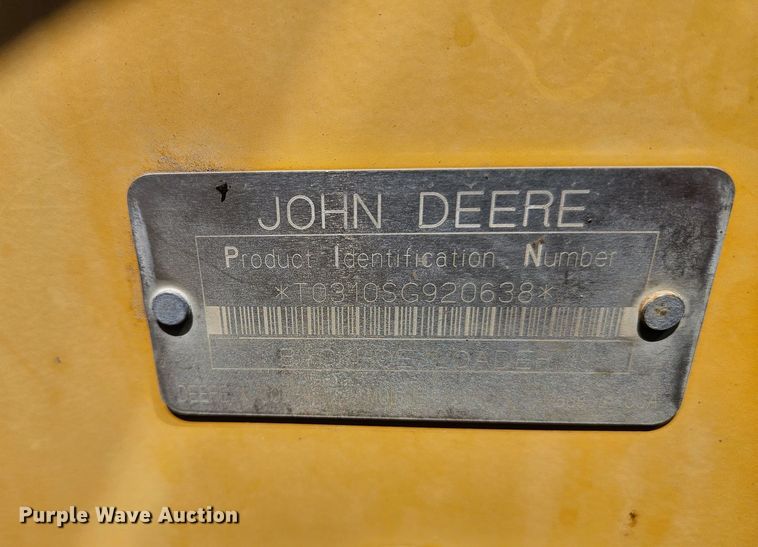 JOHN DEERE
Product Identification Number
*T0310SG920638*
BACKHOE LOADER
Purple Wave Auction